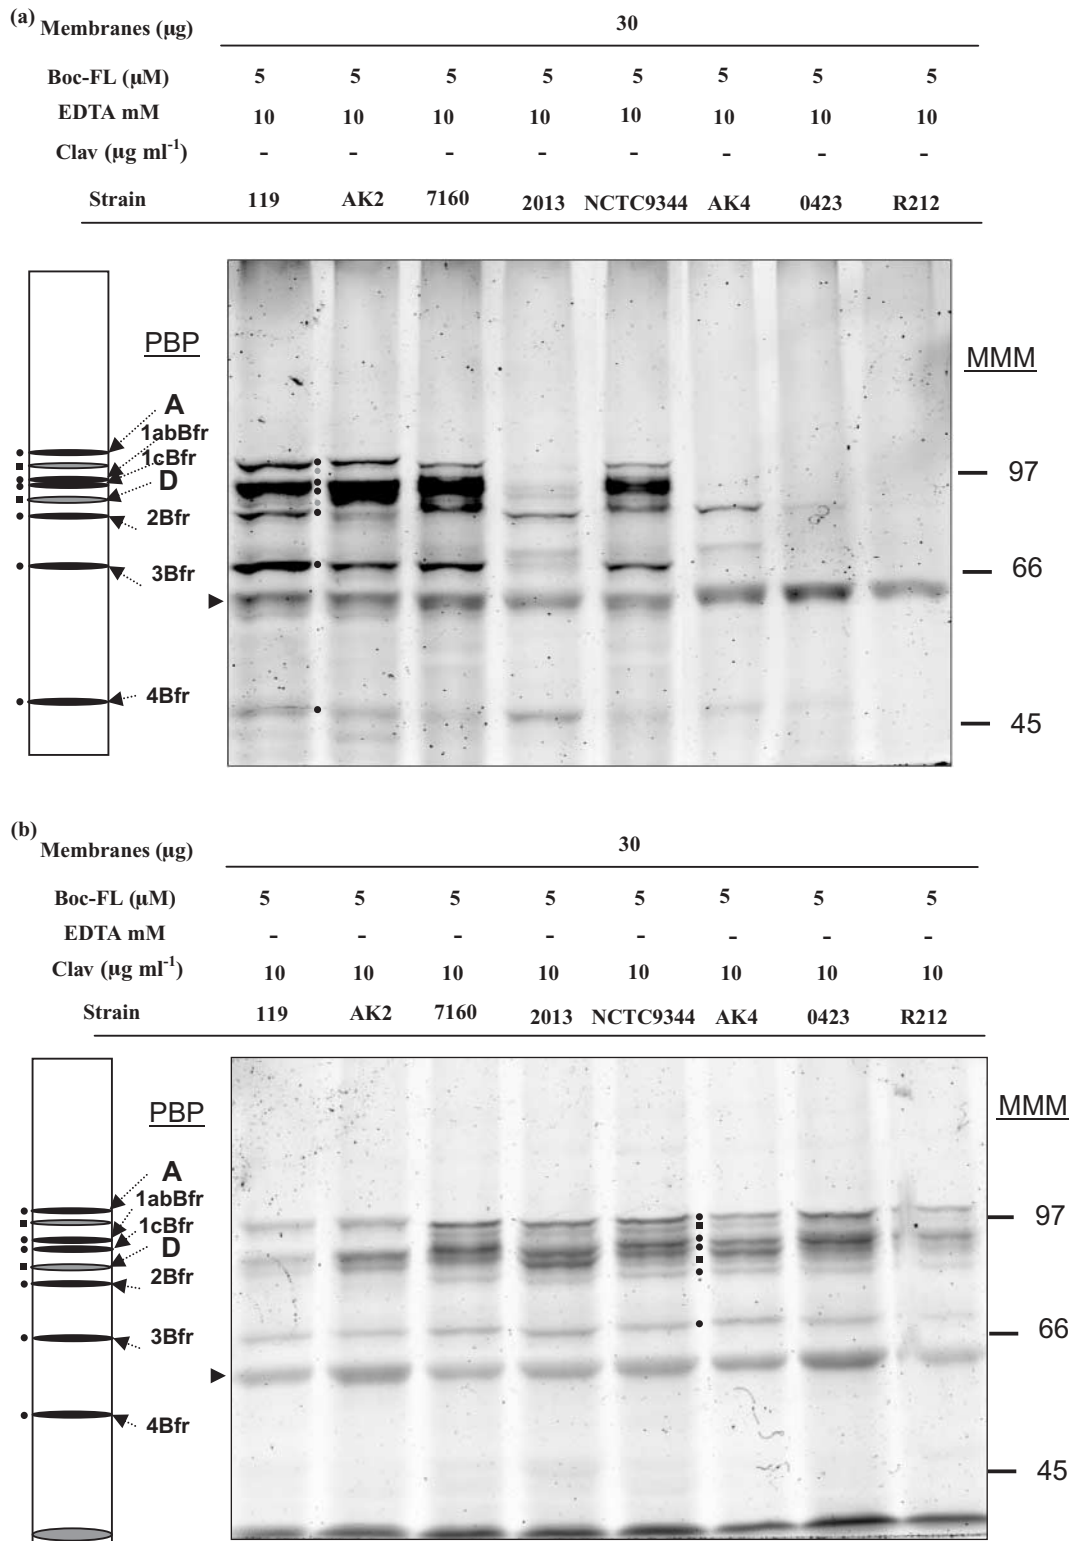 (a)
Membranes (µg) 30
Boc-FL (µM) 5 5 5 5 5 5 5 5
EDTA mM 10 10 10 10 10 10 10 10
Clav (µg ml-1) - - - - - - - -
Strain 119 AK2 7160 2013 NCTC9344 AK4 0423 R212
PBP
MMM
A
1abBfr
1cBfr
97
D
2Bfr
3Bfr
66
4Bfr
45
(b)
Membranes (µg) 30
Boc-FL (µM) 5 5 5 5 5 5 5 5
EDTA mM - - - - - - - -
Clav (µg ml-1) 10 10 10 10 10 10 10 10
Strain 119 AK2 7160 2013 NCTC9344 AK4 0423 R212
PBP
MMM
A
1abBfr
97
1cBfr
D
2Bfr
3Bfr
66
4Bfr
45